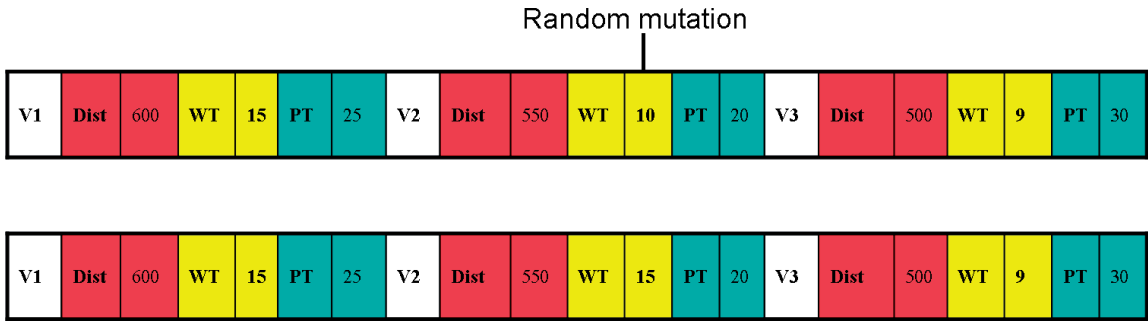 Random mutation
V1 Dist 600 WT 15 PT 25 V2 Dist 550 WT 10 PT 20 V3 Dist 500 WT 9 PT 30
V1 Dist 600 WT 15 PT 25 V2 Dist 550 WT 15 PT 20 V3 Dist 500 WT 9 PT 30